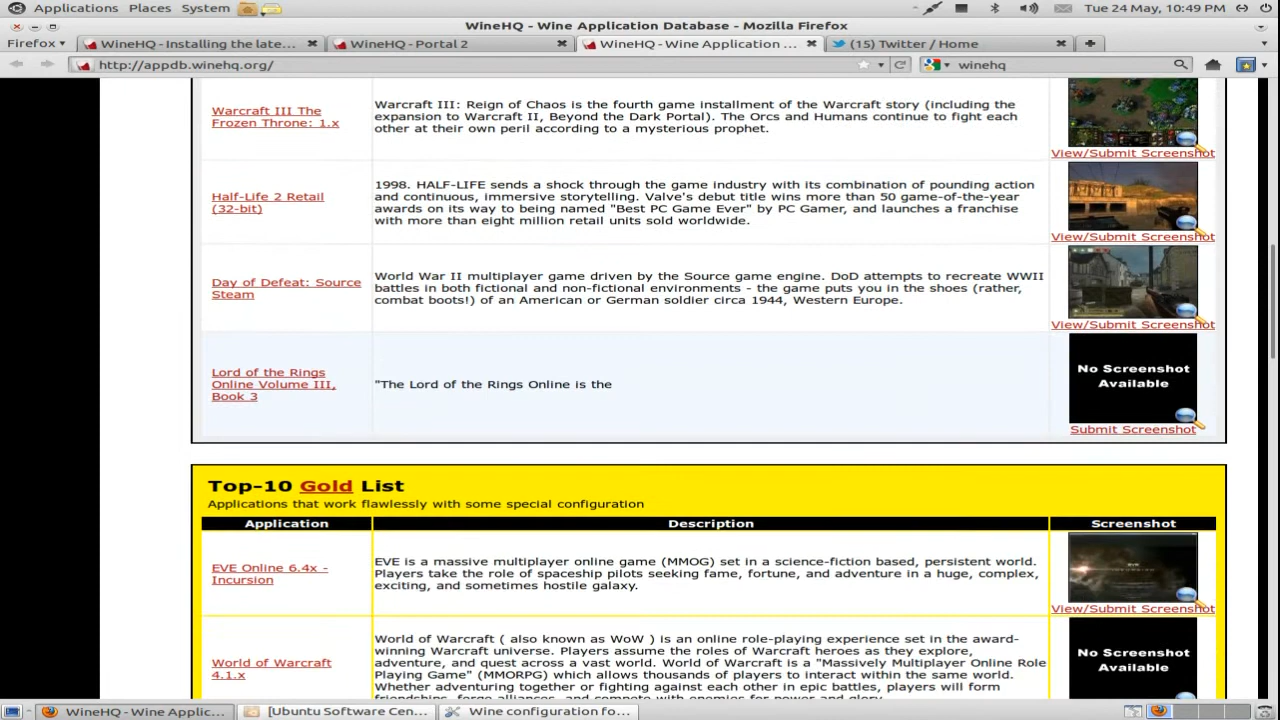 Applications Places System
Tue 24 May, 10:49 PM
WineHQ - Wine Application Database - Mozilla Firefox
Firefox
WineHQ - Installing the late...
WineHQ - Portal 2
WineHQ - Wine Application ...
(15) Twitter / Home
http://appdb.winehq.org/
winehq
Warcraft III The
Frozen Throne: 1.x
Warcraft III: Reign of Chaos is the fourth game installment of the Warcraft story (including the
expansion to Warcraft II, Beyond the Dark Portal). The Orcs and Humans continue to fight each
other at their own peril according to a mysterious prophet.
View/Submit Screenshot
Half-Life 2 Retail
(32-bit)
1998. HALF-LIFE sends a shock through the game industry with its combination of pounding action
and continuous, immersive storytelling. Valve's debut title wins more than 50 game-of-the-year
awards on its way to being named "Best PC Game Ever" by PC Gamer, and launches a franchise
with more than eight million retail units sold worldwide.
View/Submit Screenshot
Day of Defeat: Source
Steam
World War II multiplayer game driven by the Source game engine. DoD attempts to recreate WWII
battles in both fictional and non-fictional environments - the game puts you in the shoes (rather,
combat boots!) of an American or German soldier circa 1944, Western Europe.
View/Submit Screenshot
Lord of the Rings
Online Volume III,
Book 3
"The Lord of the Rings Online is the
No Screenshot
Available
Submit Screenshot
Top-10 Gold List
Applications that work flawlessly with some special configuration
Application
Description
Screenshot
EVE Online 6.4x -
Incursion
EVE is a massive multiplayer online game (MMOG) set in a science-fiction based, persistent world.
Players take the role of spaceship pilots seeking fame, fortune, and adventure in a huge, complex,
exciting, and sometimes hostile galaxy.
View/Submit Screenshot
World of Warcraft
4.1.x
World of Warcraft ( also known as WoW ) is an online role-playing experience set in the award-
winning Warcraft universe. Players assume the roles of Warcraft heroes as they explore,
adventure, and quest across a vast world. World of Warcraft is a "Massively Multiplayer Online Role
Playing Game" (MMORPG) which allows thousands of players to interact within the same world.
Whether adventuring together or fighting against each other in epic battles, players will form
friendships, forge alliances, and compete with enemies for power and glory.
No Screenshot
Available
WineHQ - Wine Applic...
[Ubuntu Software Cen...
Wine configuration fo...